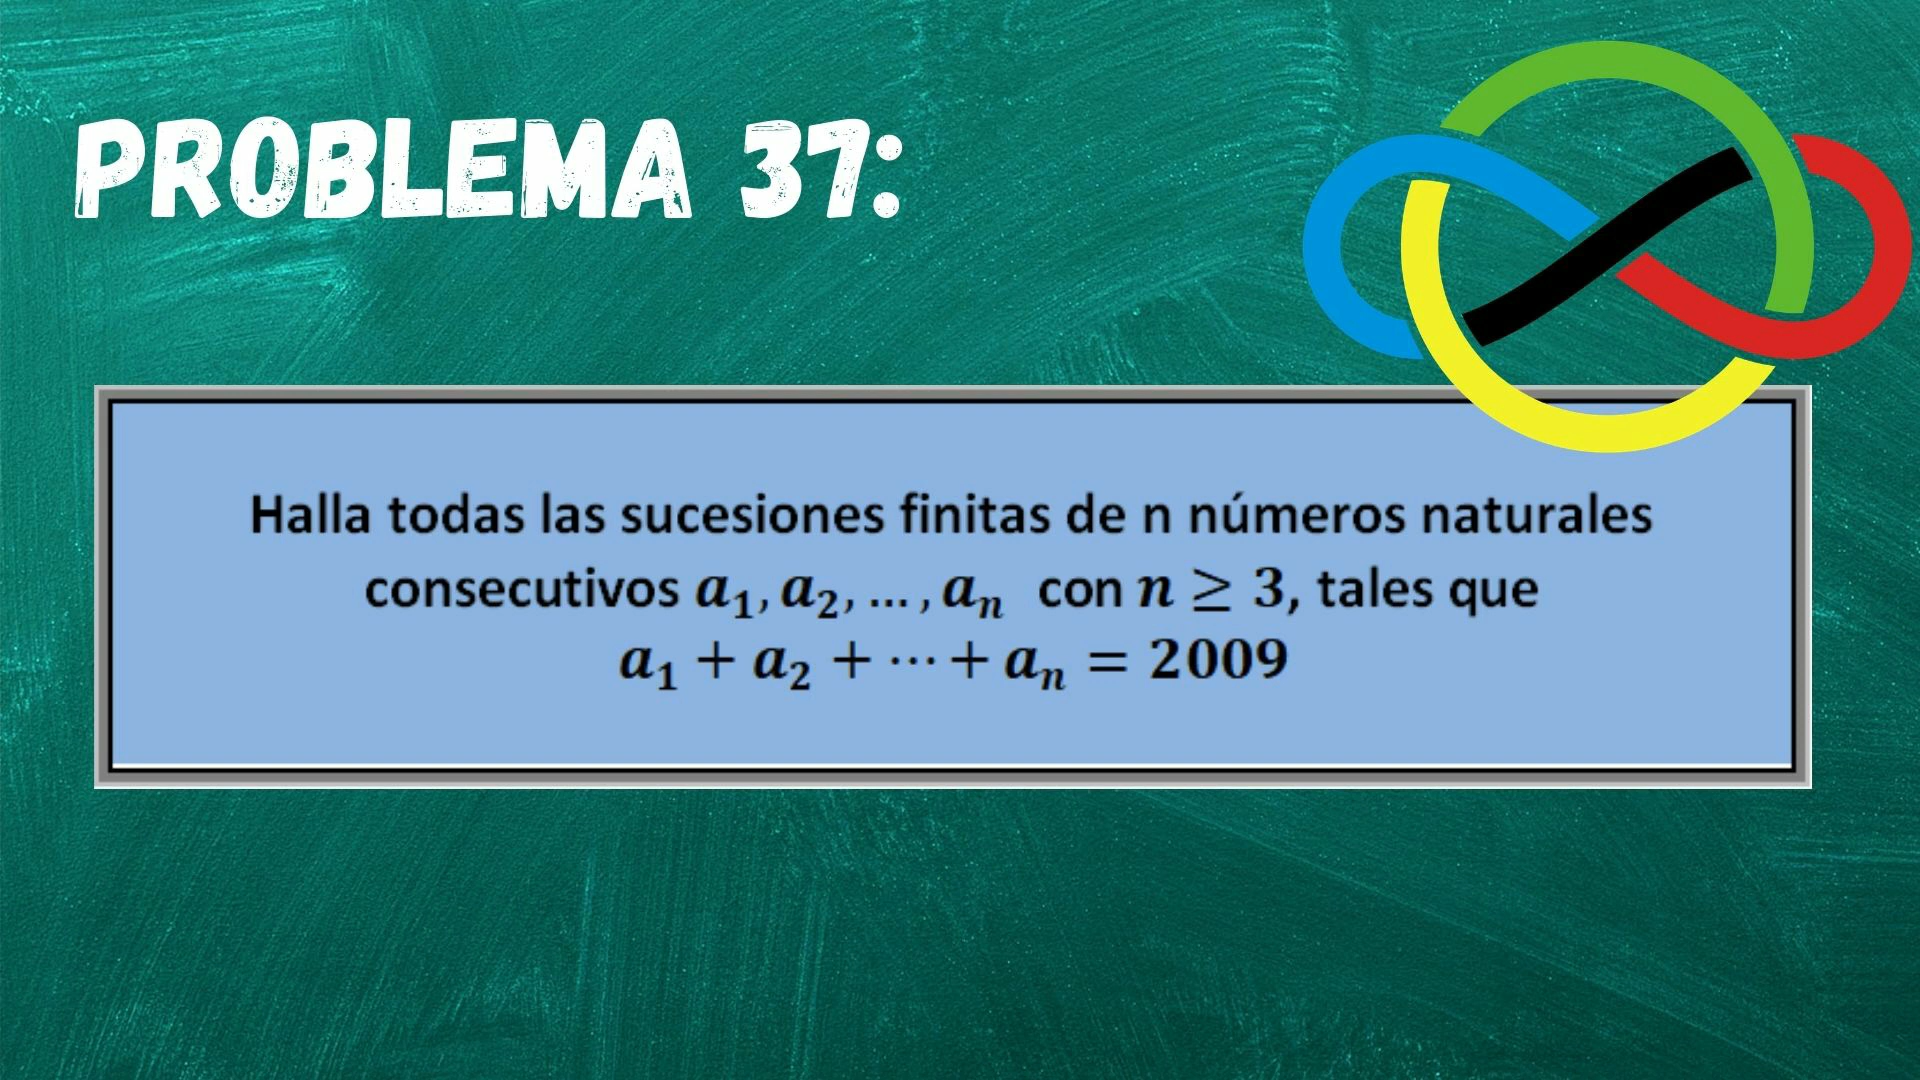 PROBLEMA 37:
Halla todas las sucesiones finitas de n números naturales
consecutivos a₁, a₂, ... , aₙ con n ≥ 3, tales que
a₁ + a₂ + ⋯ + aₙ = 2009